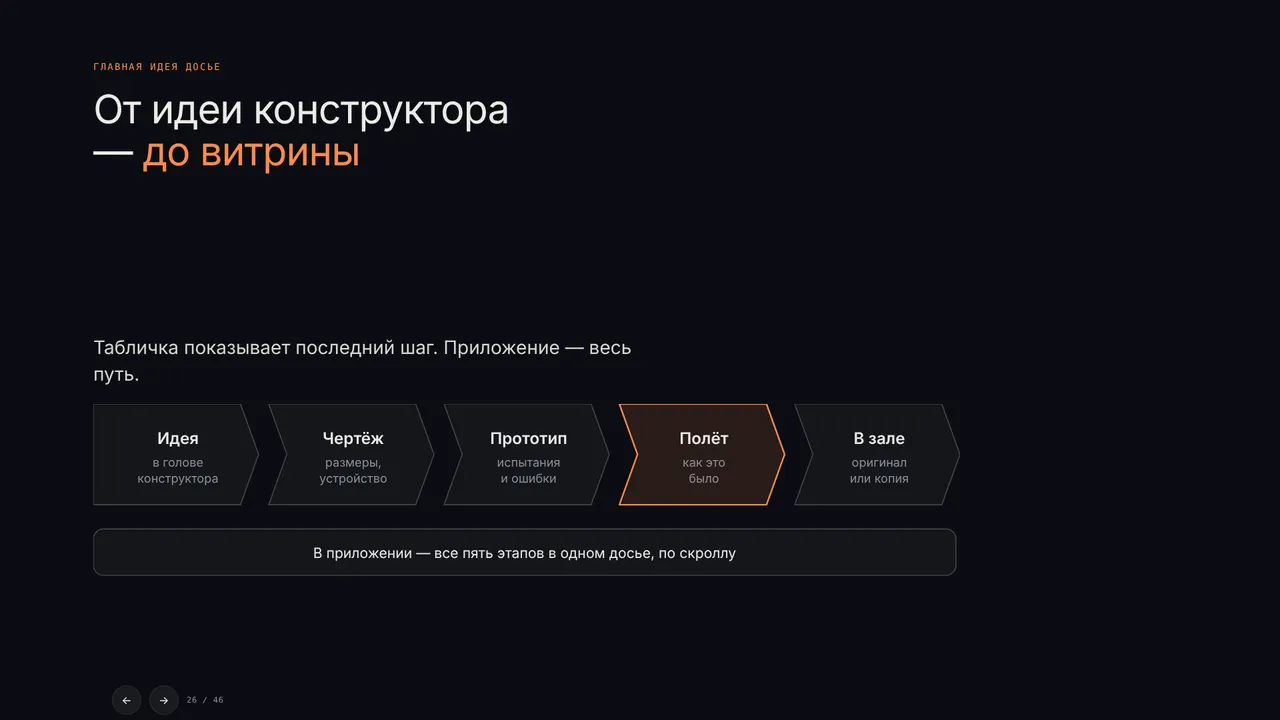 ГЛАВНАЯ ИДЕЯ ДОСЬЕ
От идеи конструктора
— до витрины
Табличка показывает последний шаг. Приложение — весь
путь.
Идея
в голове
конструктора
Чертёж
размеры,
устройство
Прототип
испытания
и ошибки
Полёт
как это
было
В зале
оригинал
или копия
В приложении — все пять этапов в одном досье, по скроллу
← → 26 / 46